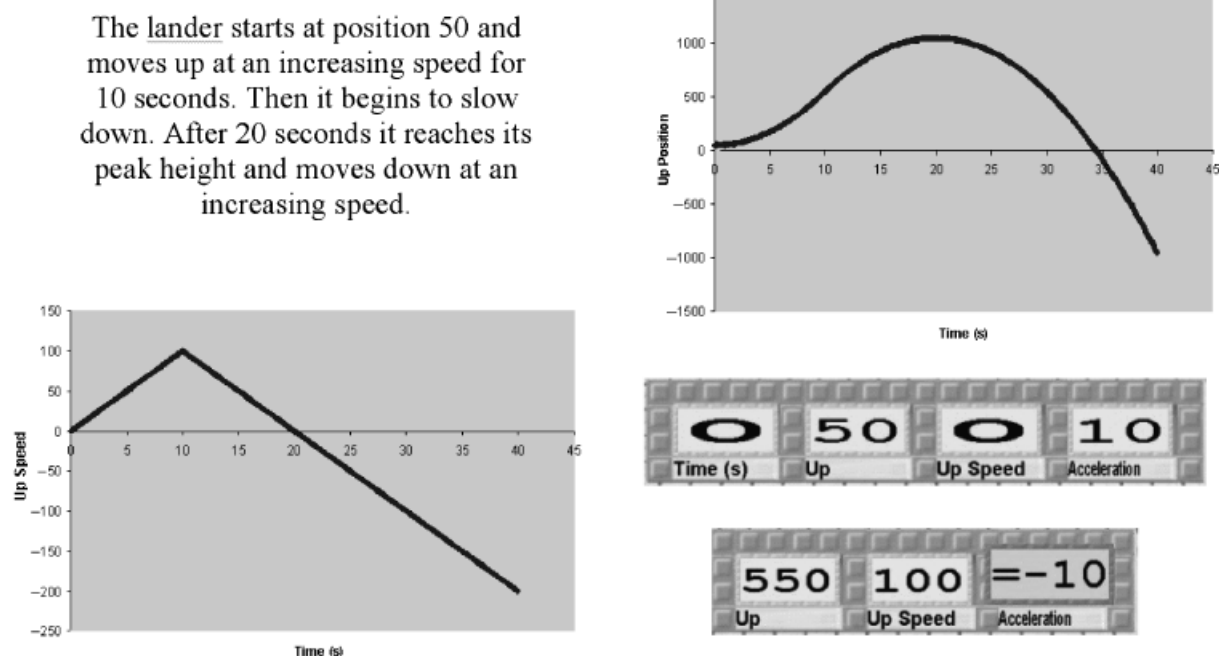 The lander starts at position 50 and
moves up at an increasing speed for
10 seconds. Then it begins to slow
down. After 20 seconds it reaches its
peak height and moves down at an
increasing speed.
1000
500
0
−500
−1000
−1500
Up Position
0 5 10 15 20 25 30 35 40 45
Time (s)
150
100
50
0
−50
−100
−150
−200
−250
Up Speed
0 5 10 15 20 25 30 35 40 45
Time (s)
0 50 0 10
Time (s) Up Up Speed Acceleration
550 100 =-10
Up Up Speed Acceleration